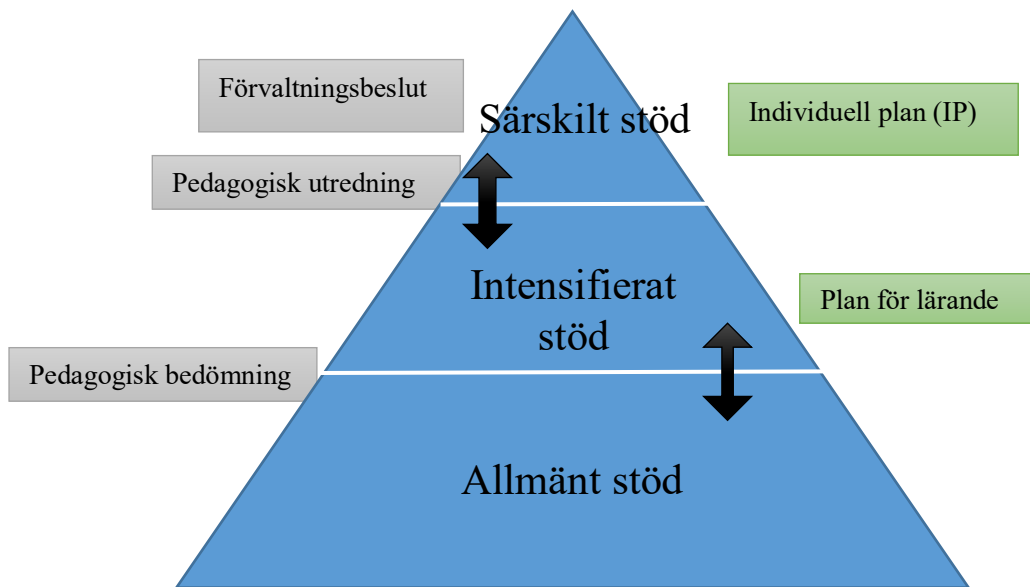 Förvaltningsbeslut
Särskilt stöd
Individuell plan (IP)
Pedagogisk utredning
Intensifierat
stöd
Plan för lärande
Pedagogisk bedömning
Allmänt stöd